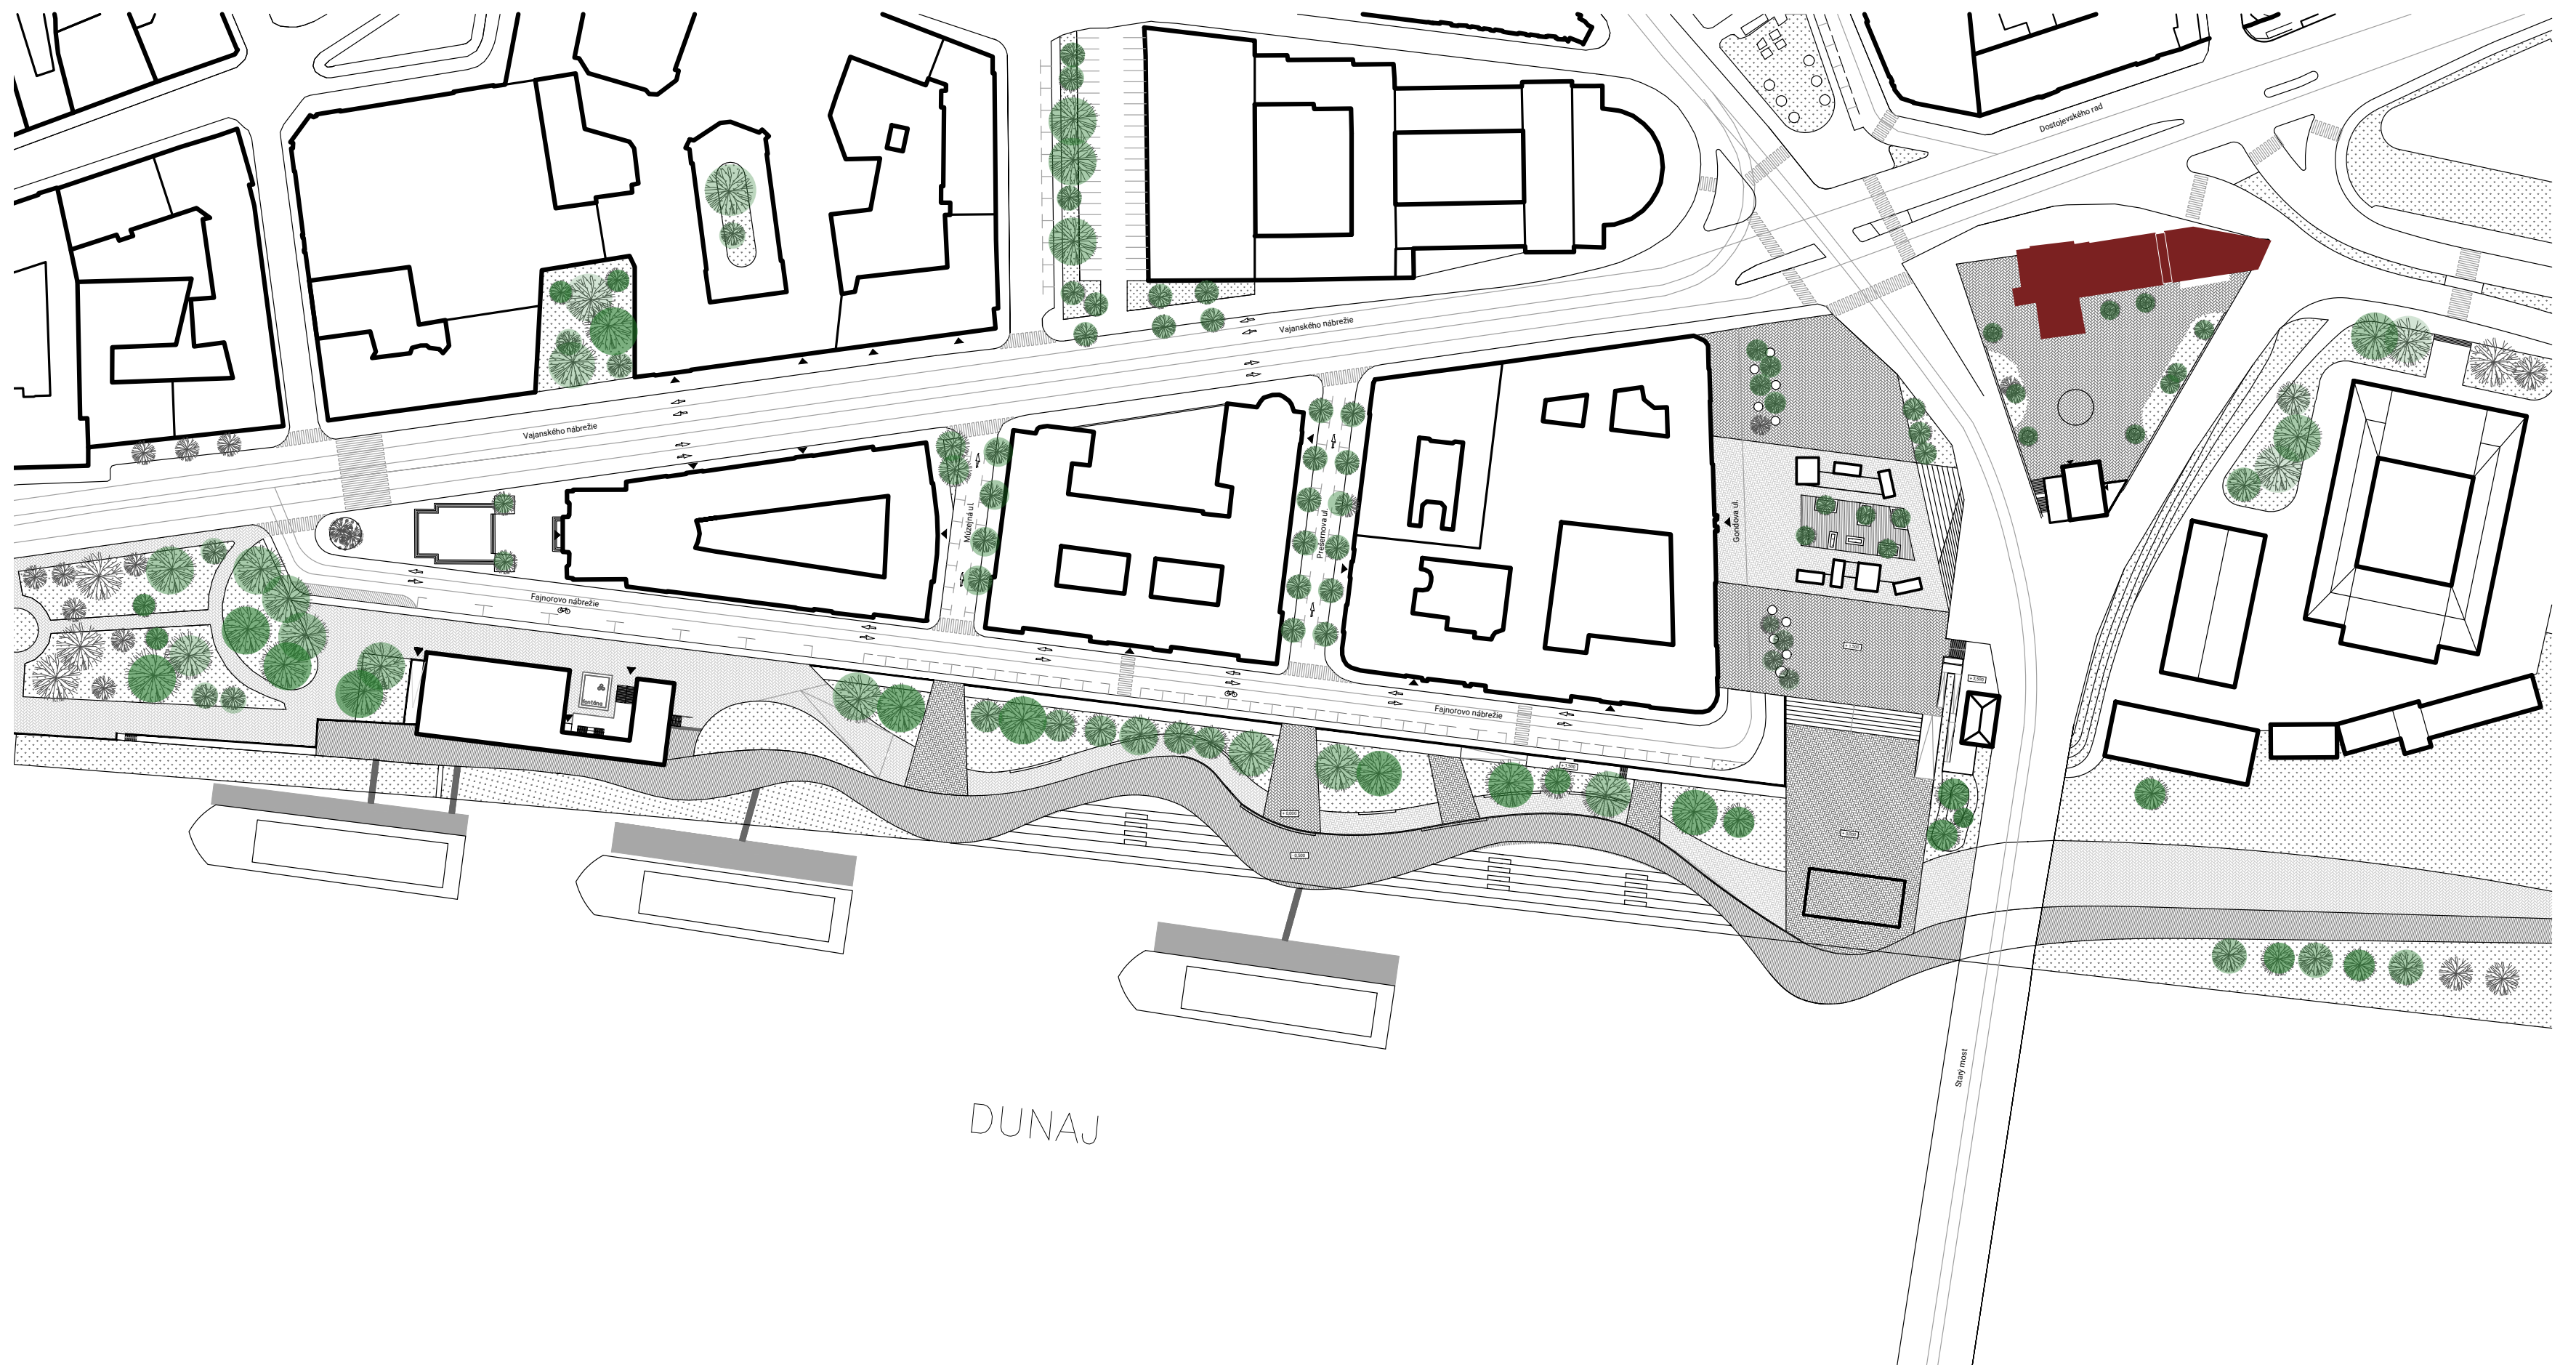 Dostojevského rad
Vajanského nábrežie
Vajanského nábrežie
Múzejná ul.
Prešernova ul.
Gondova ul.
Fajnorovo nábrežie
Fajnorovo nábrežie
fontána
Starý most
DUNAJ